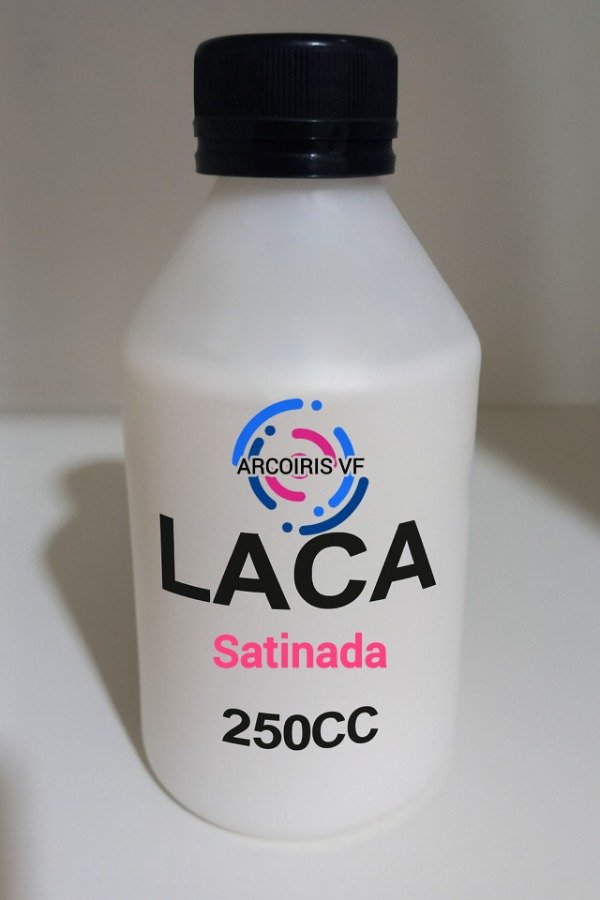 ARCOIRIS VF
LACA
Satinada
250CC